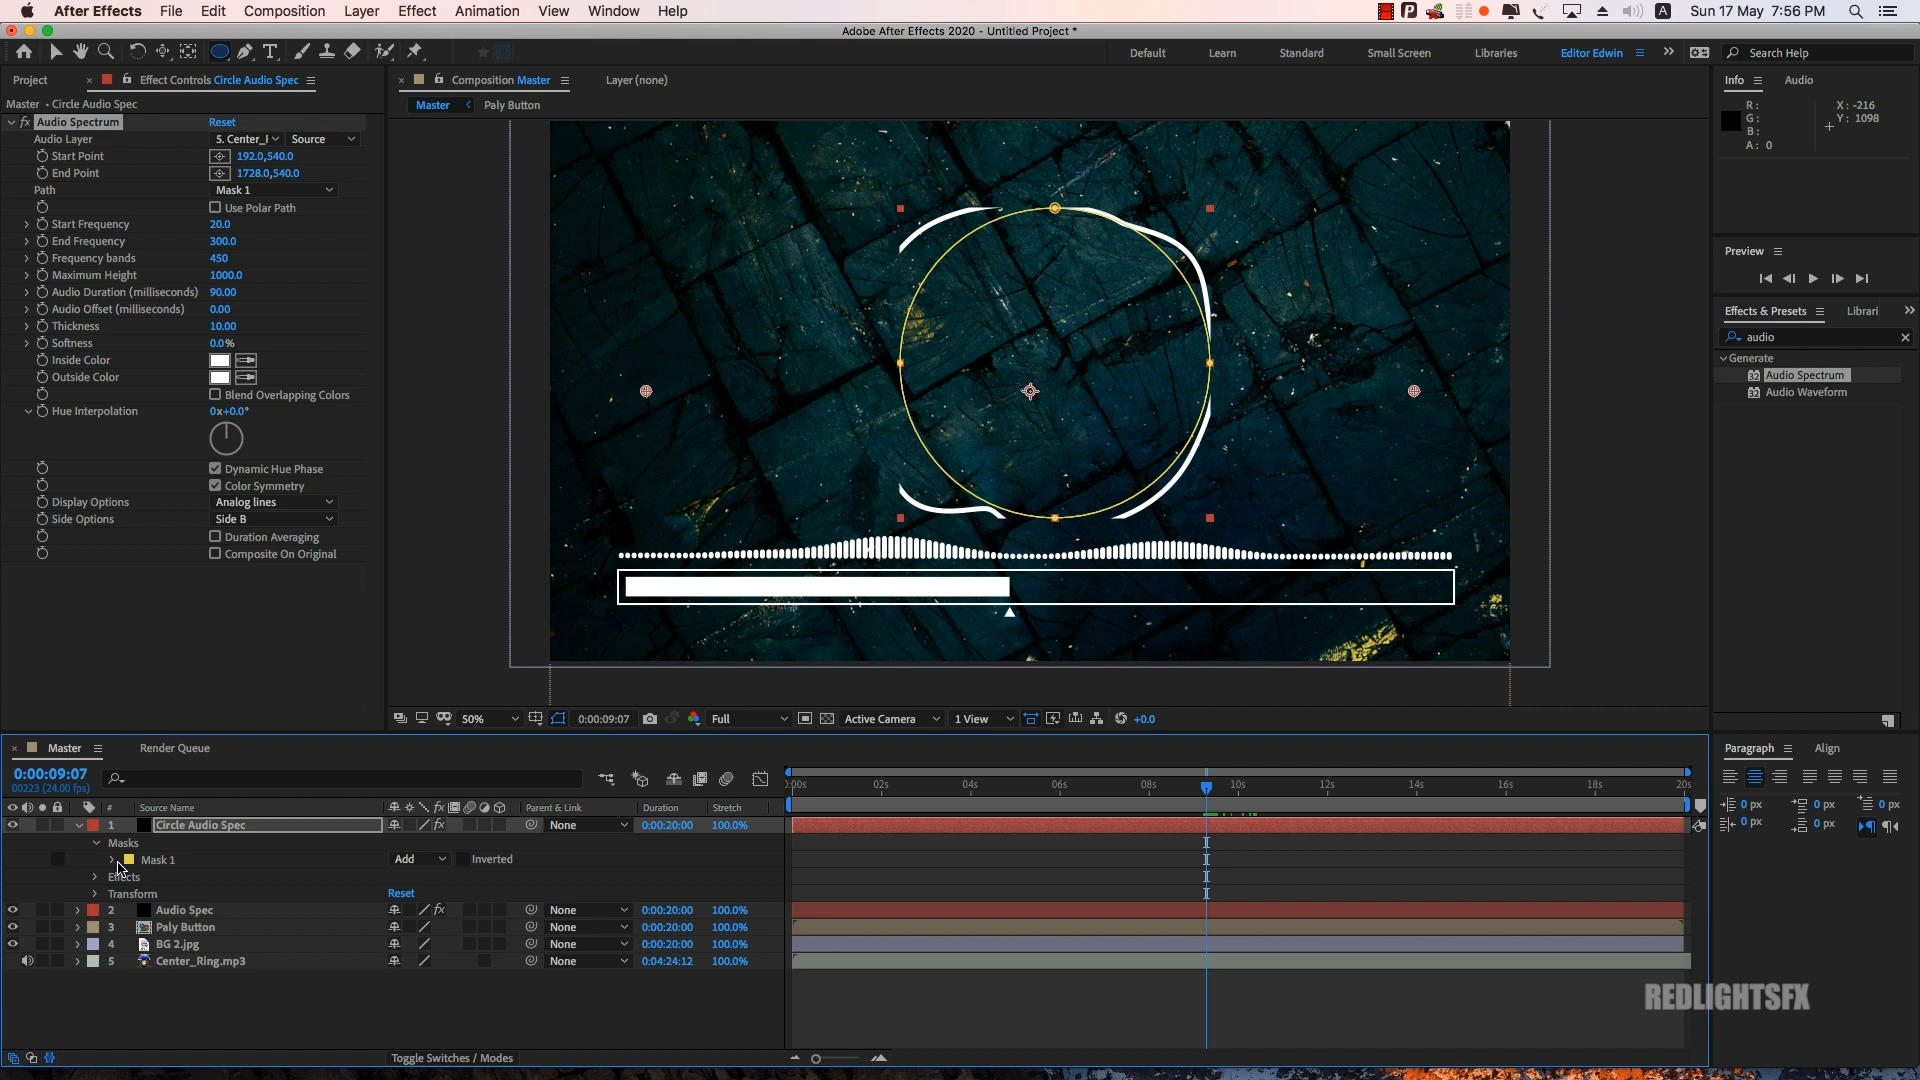 After Effects File Edit Composition Layer Effect Animation View Window Help
A Sun 17 May 7:56 PM
Adobe After Effects 2020 - Untitled Project *
Default Learn Standard Small Screen Libraries Editor Edwin Search Help
Project Effect Controls Circle Audio Spec
Composition Master Layer (none)
Info Audio
Master • Circle Audio Spec
Master Paly Button
R:
G:
B:
A: 0
X: -216
Y: 1098
fx Audio Spectrum Reset
Audio Layer 5. Center_ Source
Start Point 192.0,540.0
End Point 1728.0,540.0
Path Mask 1
Use Polar Path
Start Frequency 20.0
End Frequency 300.0
Frequency bands 450
Maximum Height 1000.0
Audio Duration (milliseconds) 90.00
Audio Offset (milliseconds) 0.00
Thickness 10.00
Softness 0.0%
Inside Color
Outside Color
Blend Overlapping Colors
Hue Interpolation 0x+0.0°
Dynamic Hue Phase
Color Symmetry
Display Options Analog lines
Side Options Side B
Duration Averaging
Composite On Original
Preview
Effects & Presets Librari
audio
Generate
32 Audio Spectrum
32 Audio Waveform
50% 0:00:09:07 Full Active Camera 1 View +0.0
Master Render Queue
Paragraph Align
0:00:09:07
00223 (24.00 fps)
# Source Name fx Parent & Link Duration Stretch
:00s 02s 04s 06s 08s 10s 12s 14s 16s 18s 20s
0 px 0 px 0 px
0 px 0 px
1 Circle Audio Spec fx None 0:00:20:00 100.0%
Masks
Mask 1 Add Inverted
Effects
Transform Reset
2 Audio Spec fx None 0:00:20:00 100.0%
3 Paly Button None 0:00:20:00 100.0%
4 BG 2.jpg None 0:00:20:00 100.0%
5 Center_Ring.mp3 None 0:04:24:12 100.0%
REDLIGHTSFX
Toggle Switches / Modes